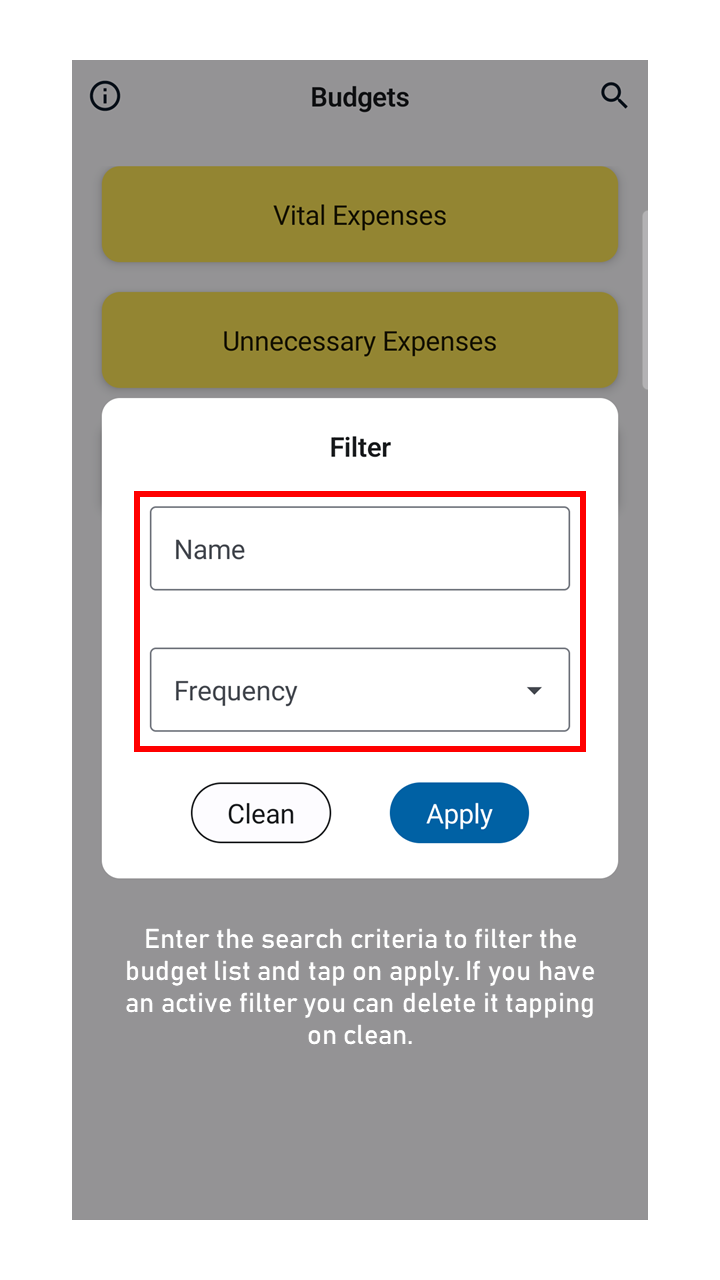 Budgets
Vital Expenses
Unnecessary Expenses
Filter
Name
Frequency
Clean
Apply
Enter the search criteria to filter the
budget list and tap on apply. If you have
an active filter you can delete it tapping
on clean.